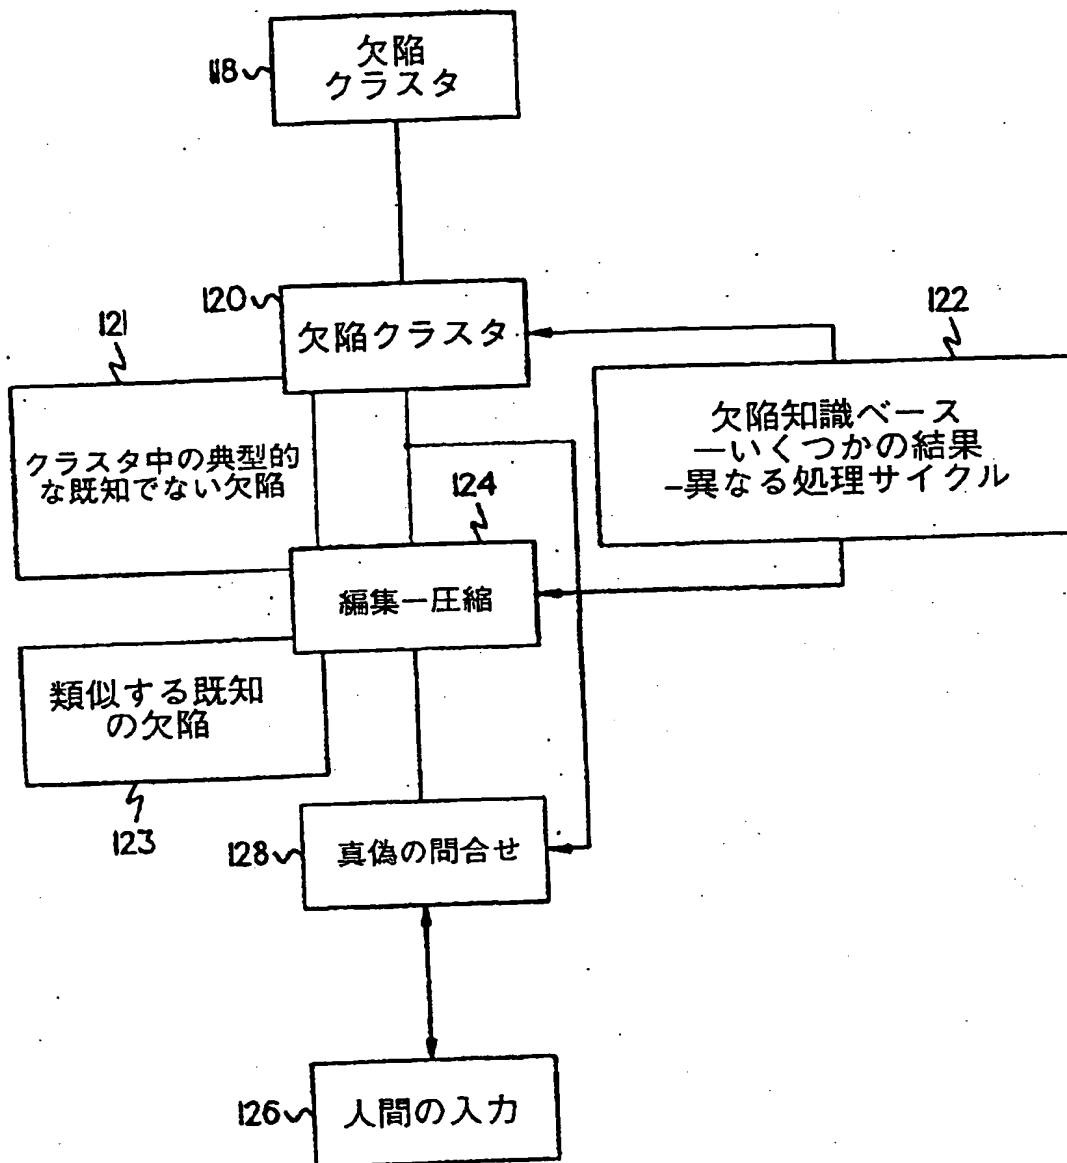 118
欠陥
クラスタ
120
欠陥クラスタ
121
クラスタ中の典型的
な既知でない欠陥
122
欠陥知識ベース
―いくつかの結果
-異なる処理サイクル
124
編集―圧縮
類似する既知
の欠陥
123
128
真偽の問合せ
126
人間の入力